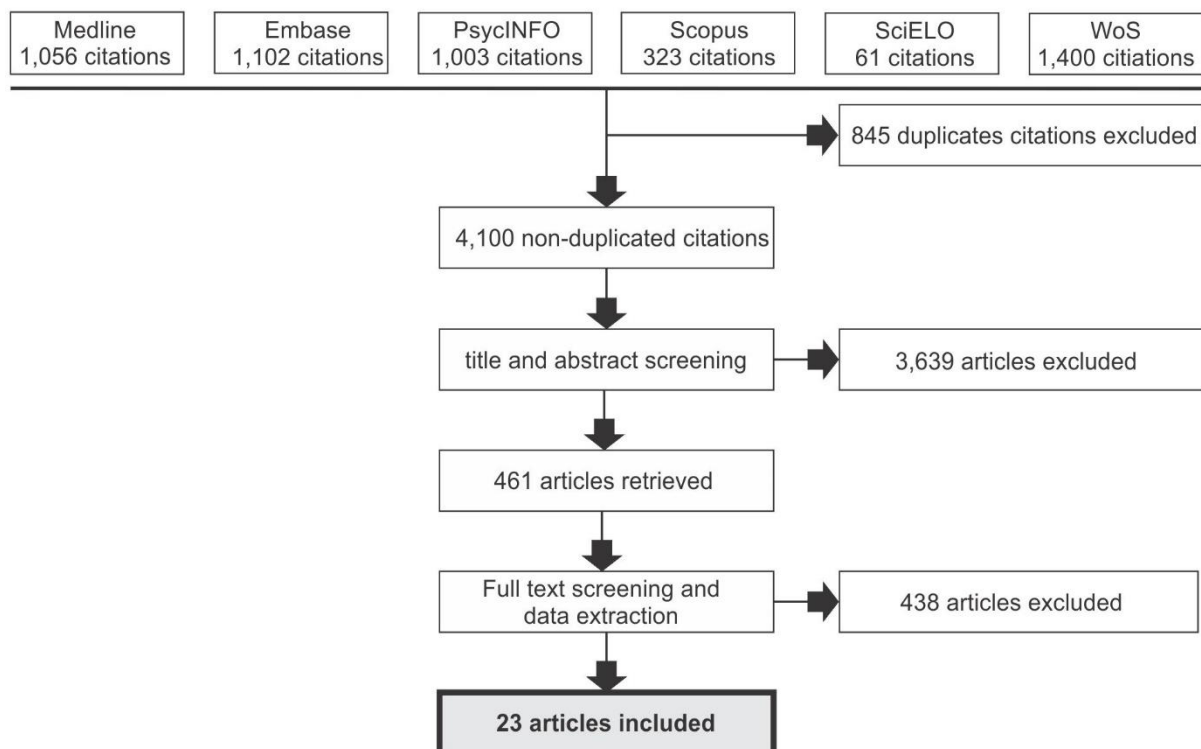 Medline
1,056 citations
Embase
1,102 citations
PsycINFO
1,003 citations
Scopus
323 citations
SciELO
61 citations
WoS
1,400 citiations
845 duplicates citations excluded
4,100 non-duplicated citations
title and abstract screening
3,639 articles excluded
461 articles retrieved
Full text screening and
data extraction
438 articles excluded
23 articles included